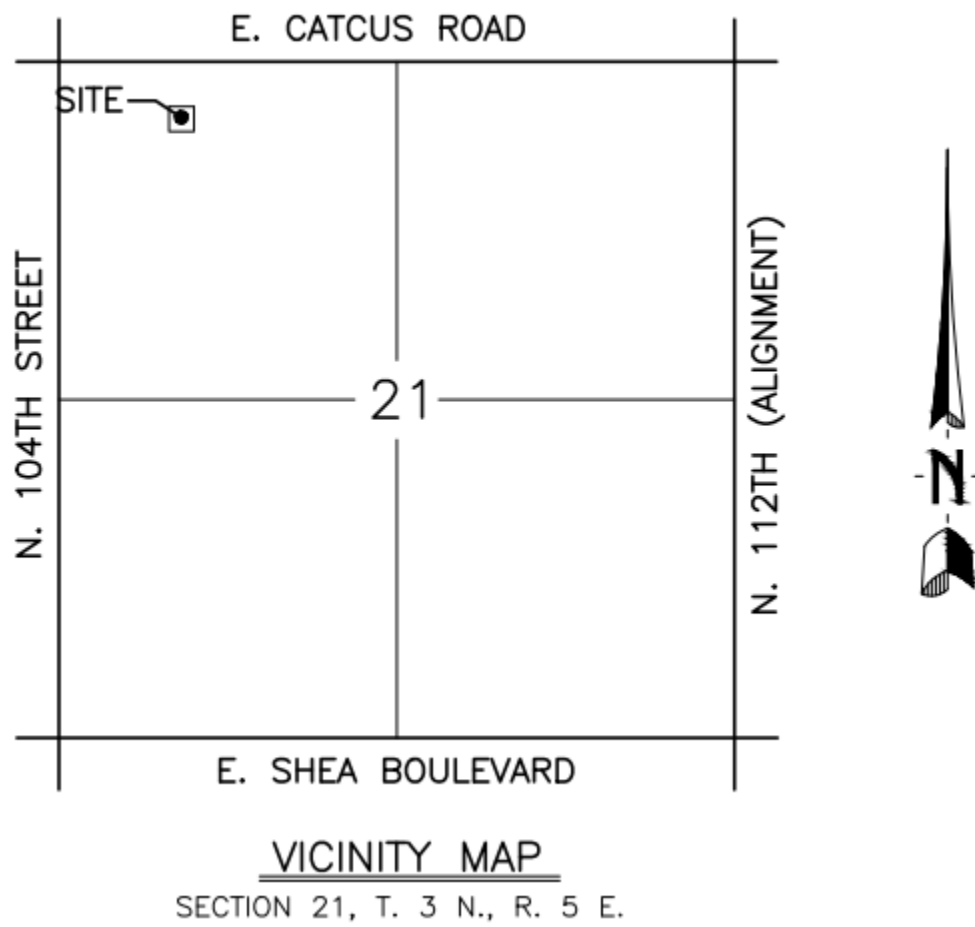 E. CATCUS ROAD
SITE
N. 104TH STREET
21
N. 112TH (ALIGNMENT)
N
E. SHEA BOULEVARD
VICINITY MAP
SECTION 21, T. 3 N., R. 5 E.